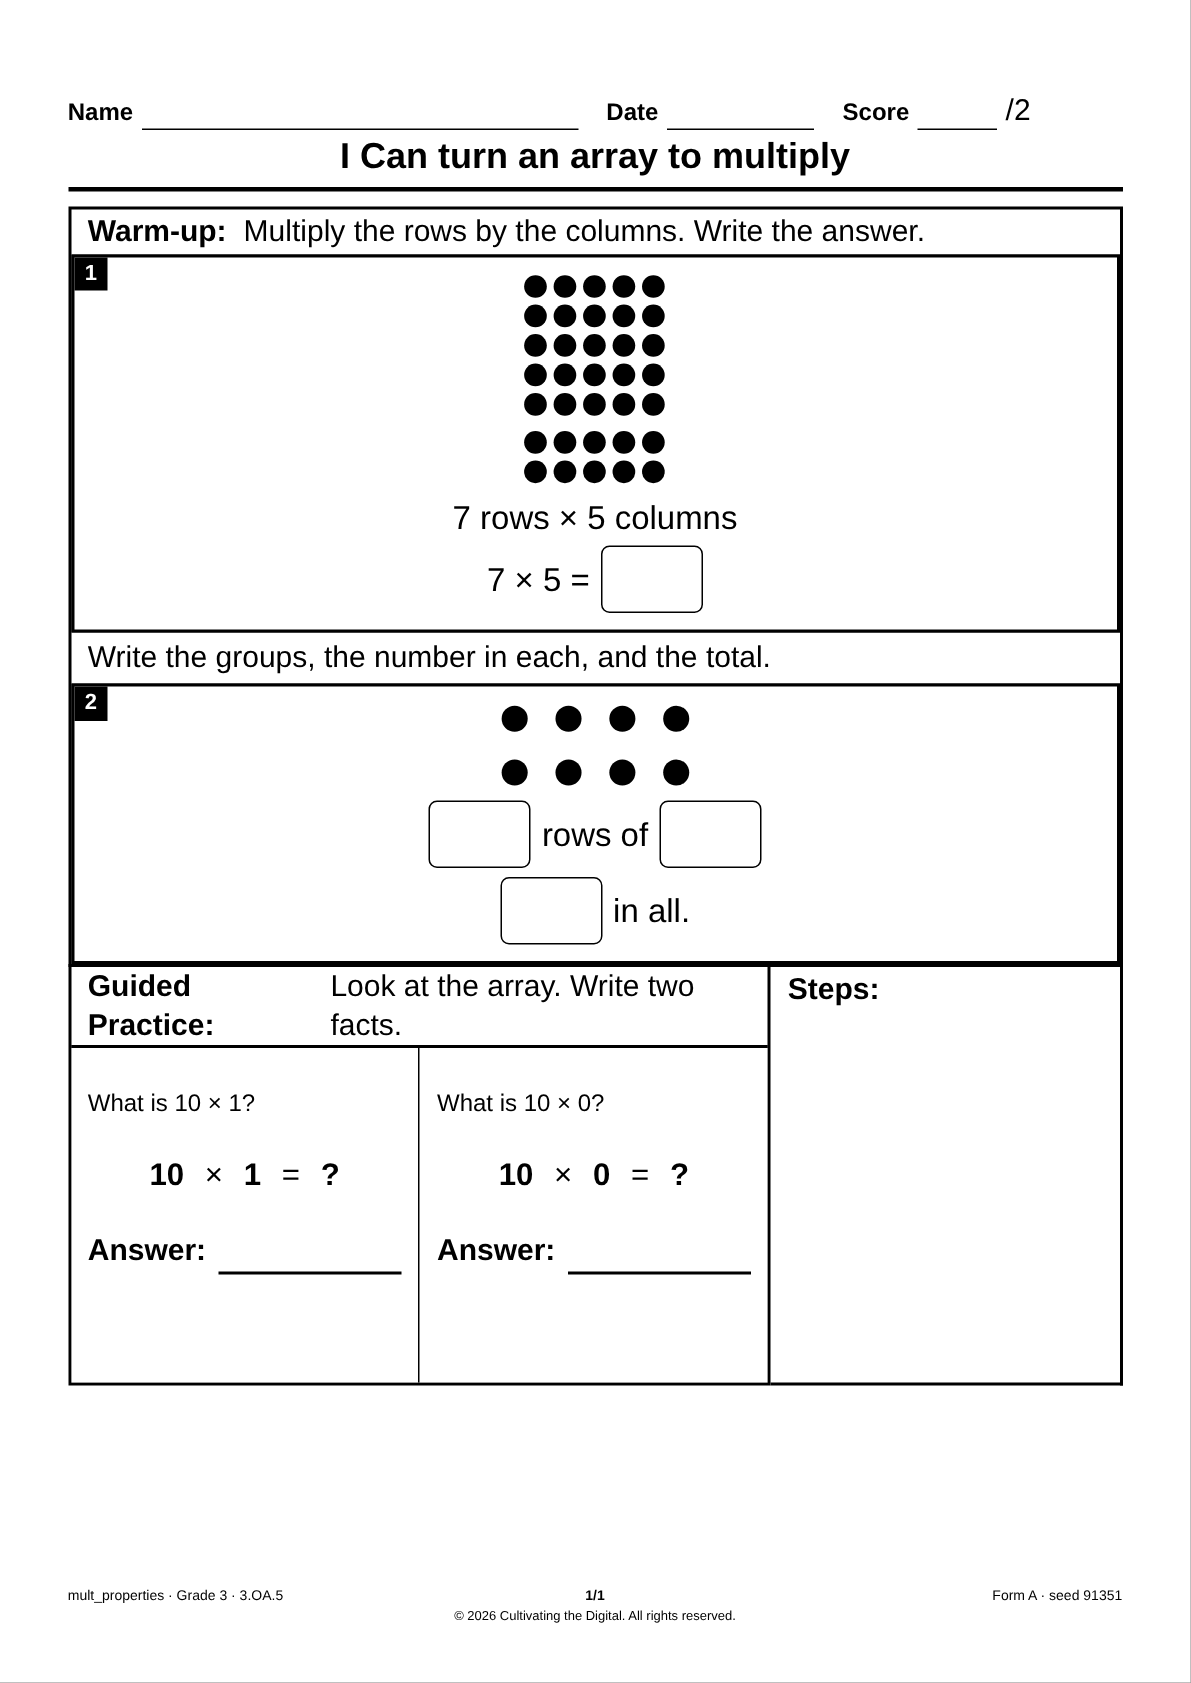 Name Date Score /2
I Can turn an array to multiply
Warm-up: Multiply the rows by the columns. Write the answer.
1
7 rows × 5 columns
7 × 5 =
Write the groups, the number in each, and the total.
2
rows of
in all.
Guided Practice: Look at the array. Write two facts.
Steps:
What is 10 × 1?
10 × 1 = ?
Answer:
What is 10 × 0?
10 × 0 = ?
Answer:
mult_properties · Grade 3 · 3.OA.5 1/1 Form A · seed 91351
© 2026 Cultivating the Digital. All rights reserved.